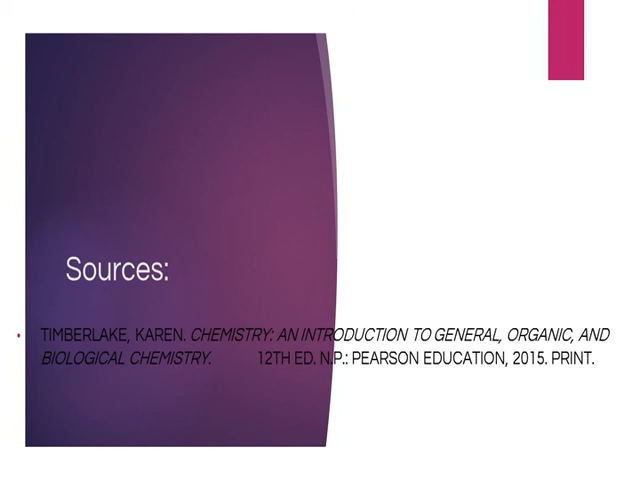 Sources:
• TIMBERLAKE, KAREN. CHEMISTRY: AN INTRODUCTION TO GENERAL, ORGANIC, AND
BIOLOGICAL CHEMISTRY. 12TH ED. N.P.: PEARSON EDUCATION, 2015. PRINT.